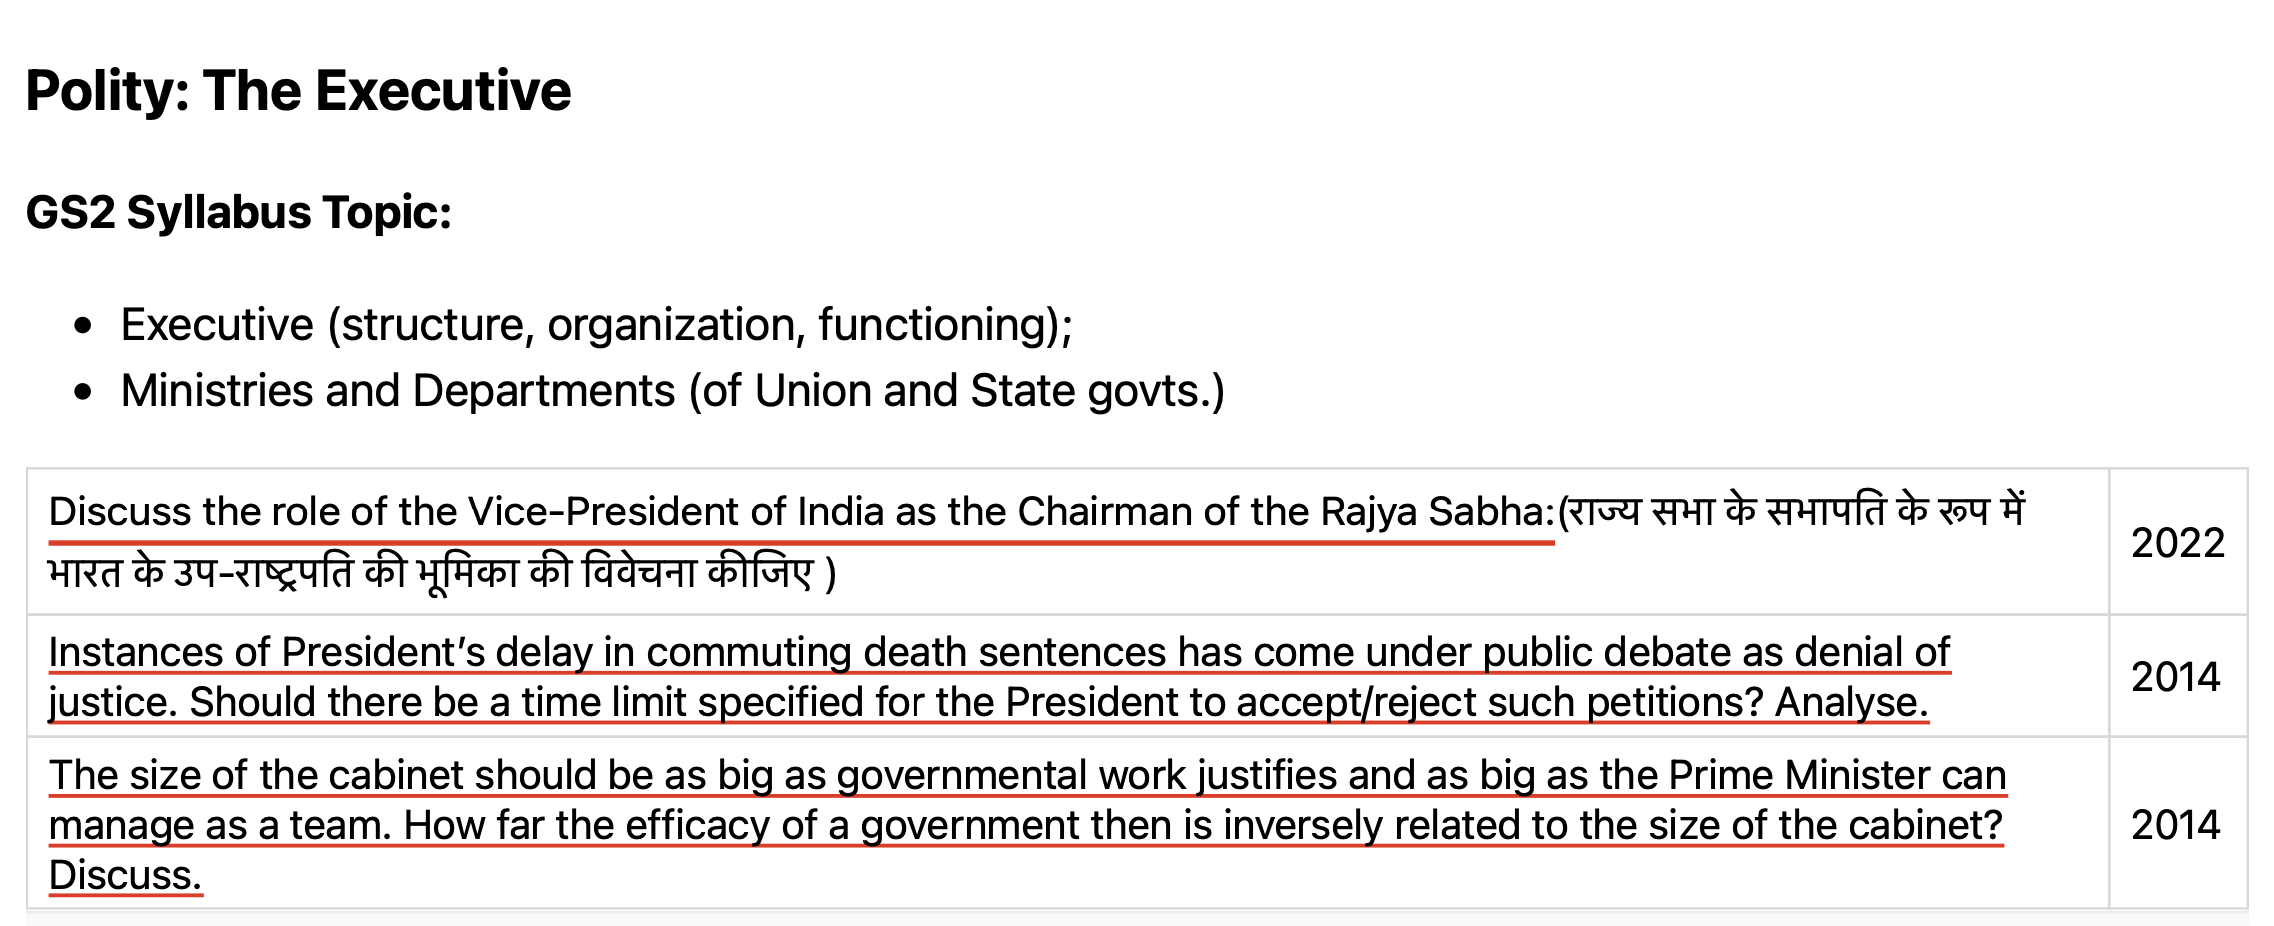 Polity: The Executive
GS2 Syllabus Topic:
• Executive (structure, organization, functioning);
• Ministries and Departments (of Union and State govts.)
Discuss the role of the Vice-President of India as the Chairman of the Rajya Sabha:(राज्य सभा के सभापति के रूप में
भारत के उप-राष्ट्रपति की भूमिका की विवेचना कीजिए )
2022
Instances of President’s delay in commuting death sentences has come under public debate as denial of
justice. Should there be a time limit specified for the President to accept/reject such petitions? Analyse.
2014
The size of the cabinet should be as big as governmental work justifies and as big as the Prime Minister can
manage as a team. How far the efficacy of a government then is inversely related to the size of the cabinet?
Discuss.
2014